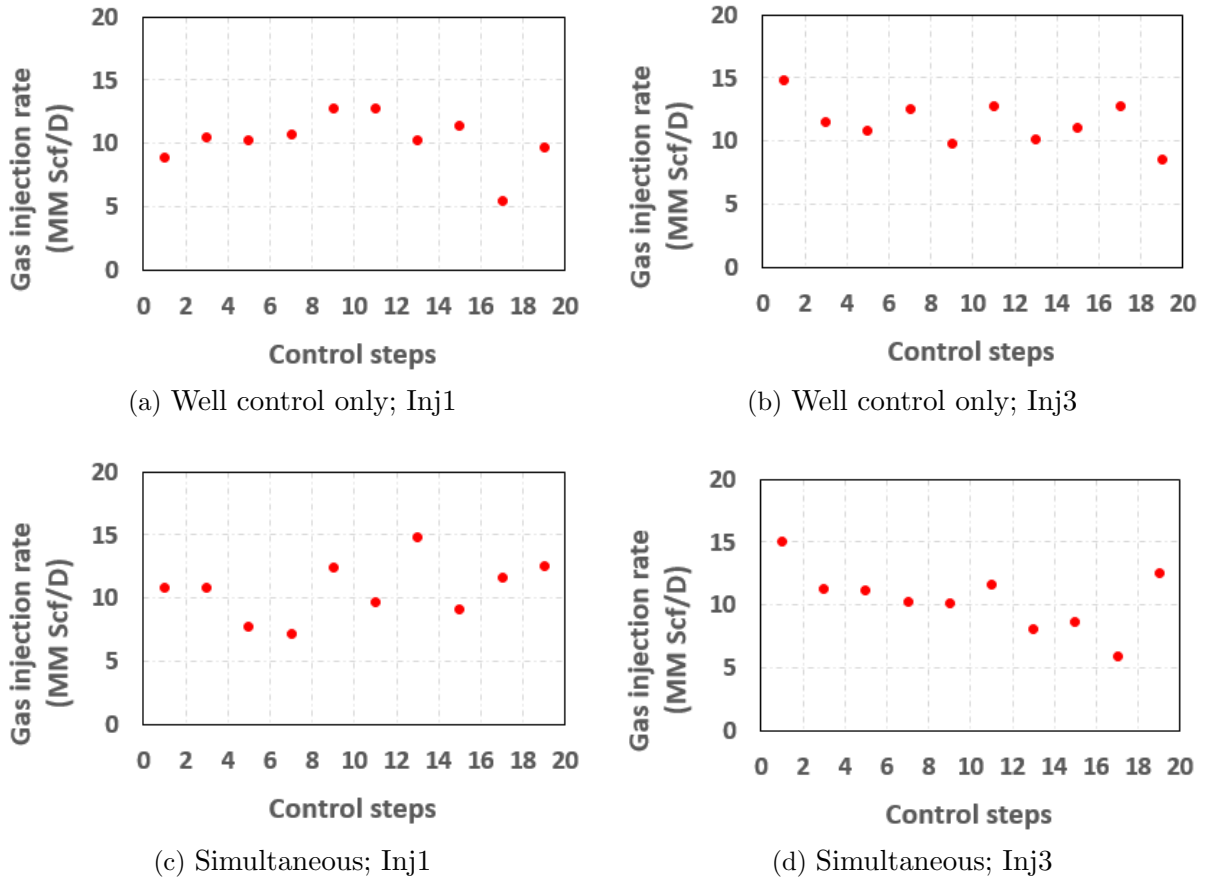 20
15
10
5
0
Gas injection rate
(MM Scf/D)
0 2 4 6 8 10 12 14 16 18 20
Control steps
(a) Well control only; Inj1
20
15
10
5
0
Gas injection rate
(MM Scf/D)
0 2 4 6 8 10 12 14 16 18 20
Control steps
(b) Well control only; Inj3
20
15
10
5
0
Gas injection rate
(MM Scf/D)
0 2 4 6 8 10 12 14 16 18 20
Control steps
(c) Simultaneous; Inj1
20
15
10
5
0
Gas injection rate
(MM Scf/D)
0 2 4 6 8 10 12 14 16 18 20
Control steps
(d) Simultaneous; Inj3